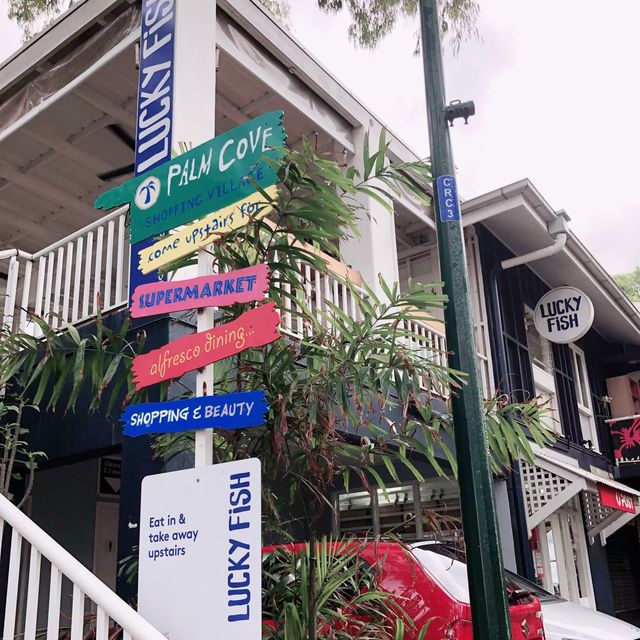 LUCKY FISH
PALM COVE
SHOPPING VILLAGE
come upstairs for
SUPERMARKET
alfresco dining...
SHOPPING & BEAUTY
Eat in &
take away
upstairs
LUCKY FISH
CRC3
LUCKY
FISH